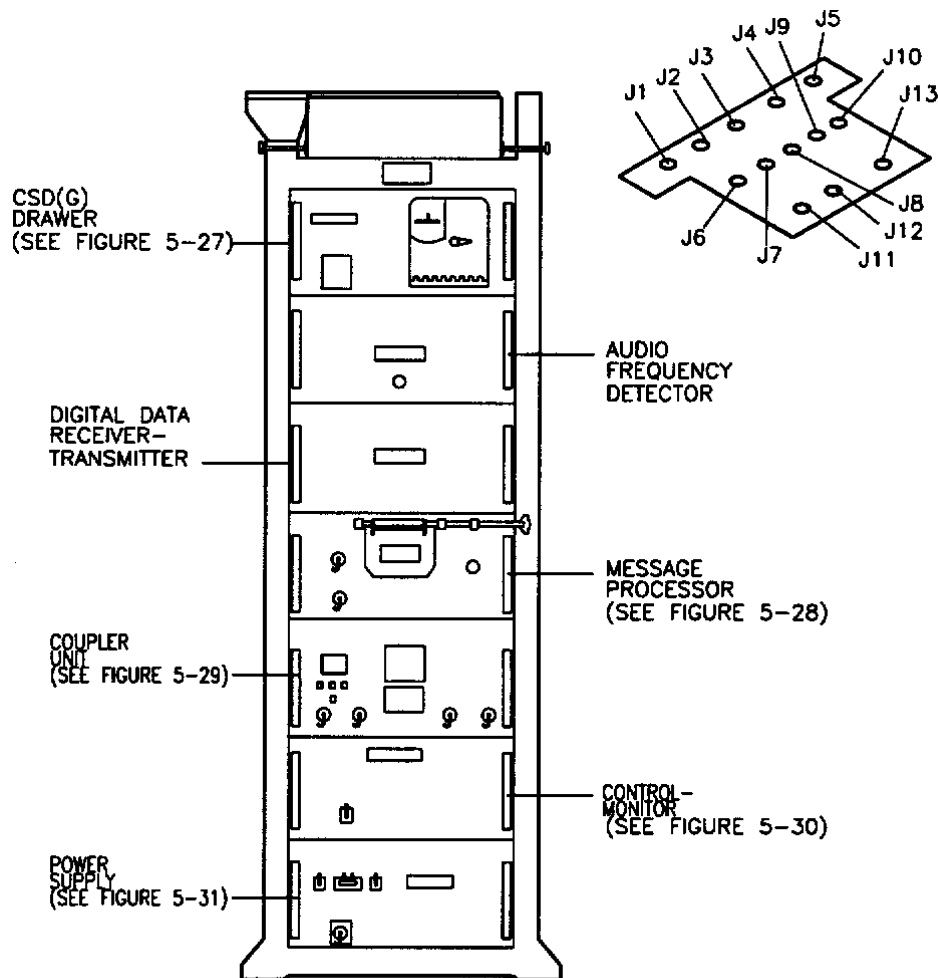 J1
J2
J3
J4
J9
J5
J10
J13
J6
J7
J8
J12
J11
CSD(G)
DRAWER
(SEE FIGURE 5-27)
AUDIO
FREQUENCY
DETECTOR
DIGITAL DATA
RECEIVER-
TRANSMITTER
MESSAGE
PROCESSOR
(SEE FIGURE 5-28)
COUPLER
UNIT
(SEE FIGURE 5-29)
CONTROL-
MONITOR
(SEE FIGURE 5-30)
POWER
SUPPLY
(SEE FIGURE 5-31)